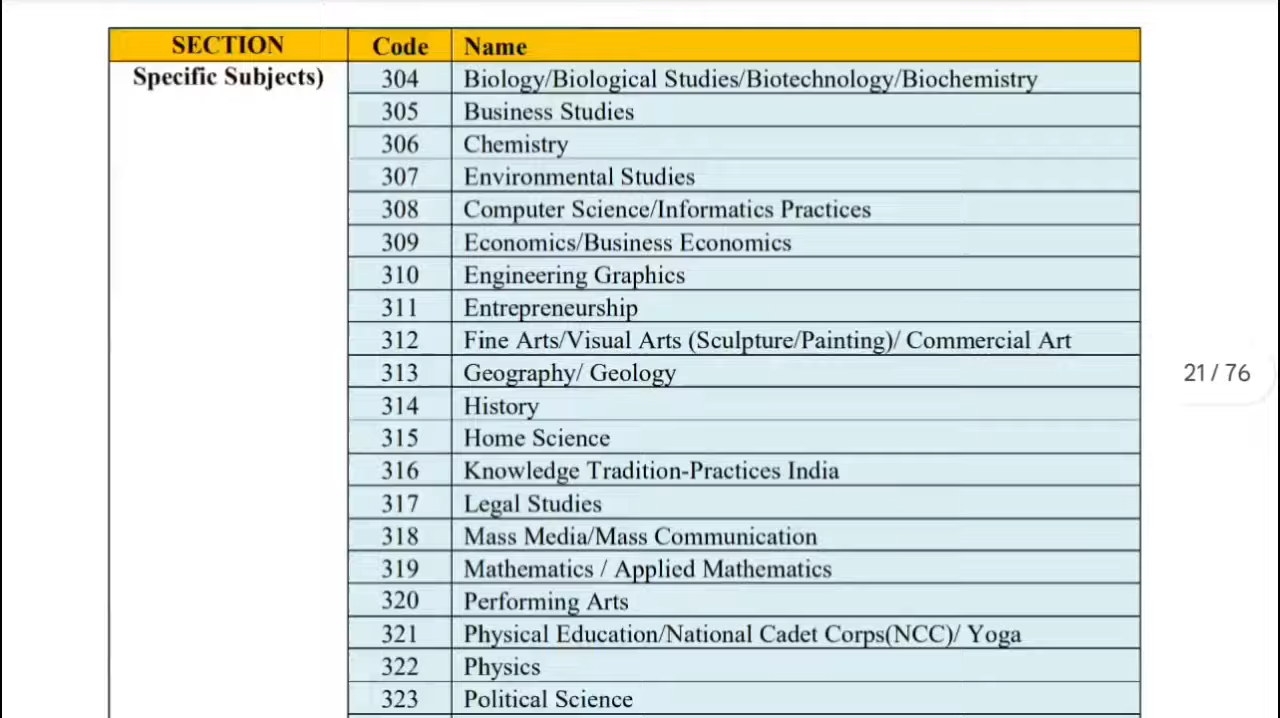 SECTION Code Name
Specific Subjects) 304 Biology/Biological Studies/Biotechnology/Biochemistry
305 Business Studies
306 Chemistry
307 Environmental Studies
308 Computer Science/Informatics Practices
309 Economics/Business Economics
310 Engineering Graphics
311 Entrepreneurship
312 Fine Arts/Visual Arts (Sculpture/Painting)/ Commercial Art
313 Geography/ Geology
21 / 76
314 History
315 Home Science
316 Knowledge Tradition-Practices India
317 Legal Studies
318 Mass Media/Mass Communication
319 Mathematics / Applied Mathematics
320 Performing Arts
321 Physical Education/National Cadet Corps(NCC)/ Yoga
322 Physics
323 Political Science